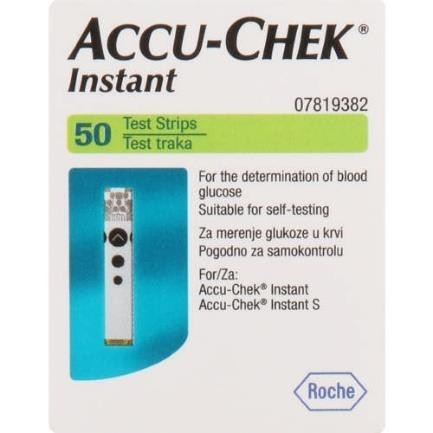 ACCU-CHEK®
Instant
07819382
50 Test Strips
Test traka
For the determination of blood
glucose
Suitable for self-testing
Za merenje glukoze u krvi
Pogodno za samokontrolu
For/Za:
Accu-Chek® Instant
Accu-Chek® Instant S
Roche